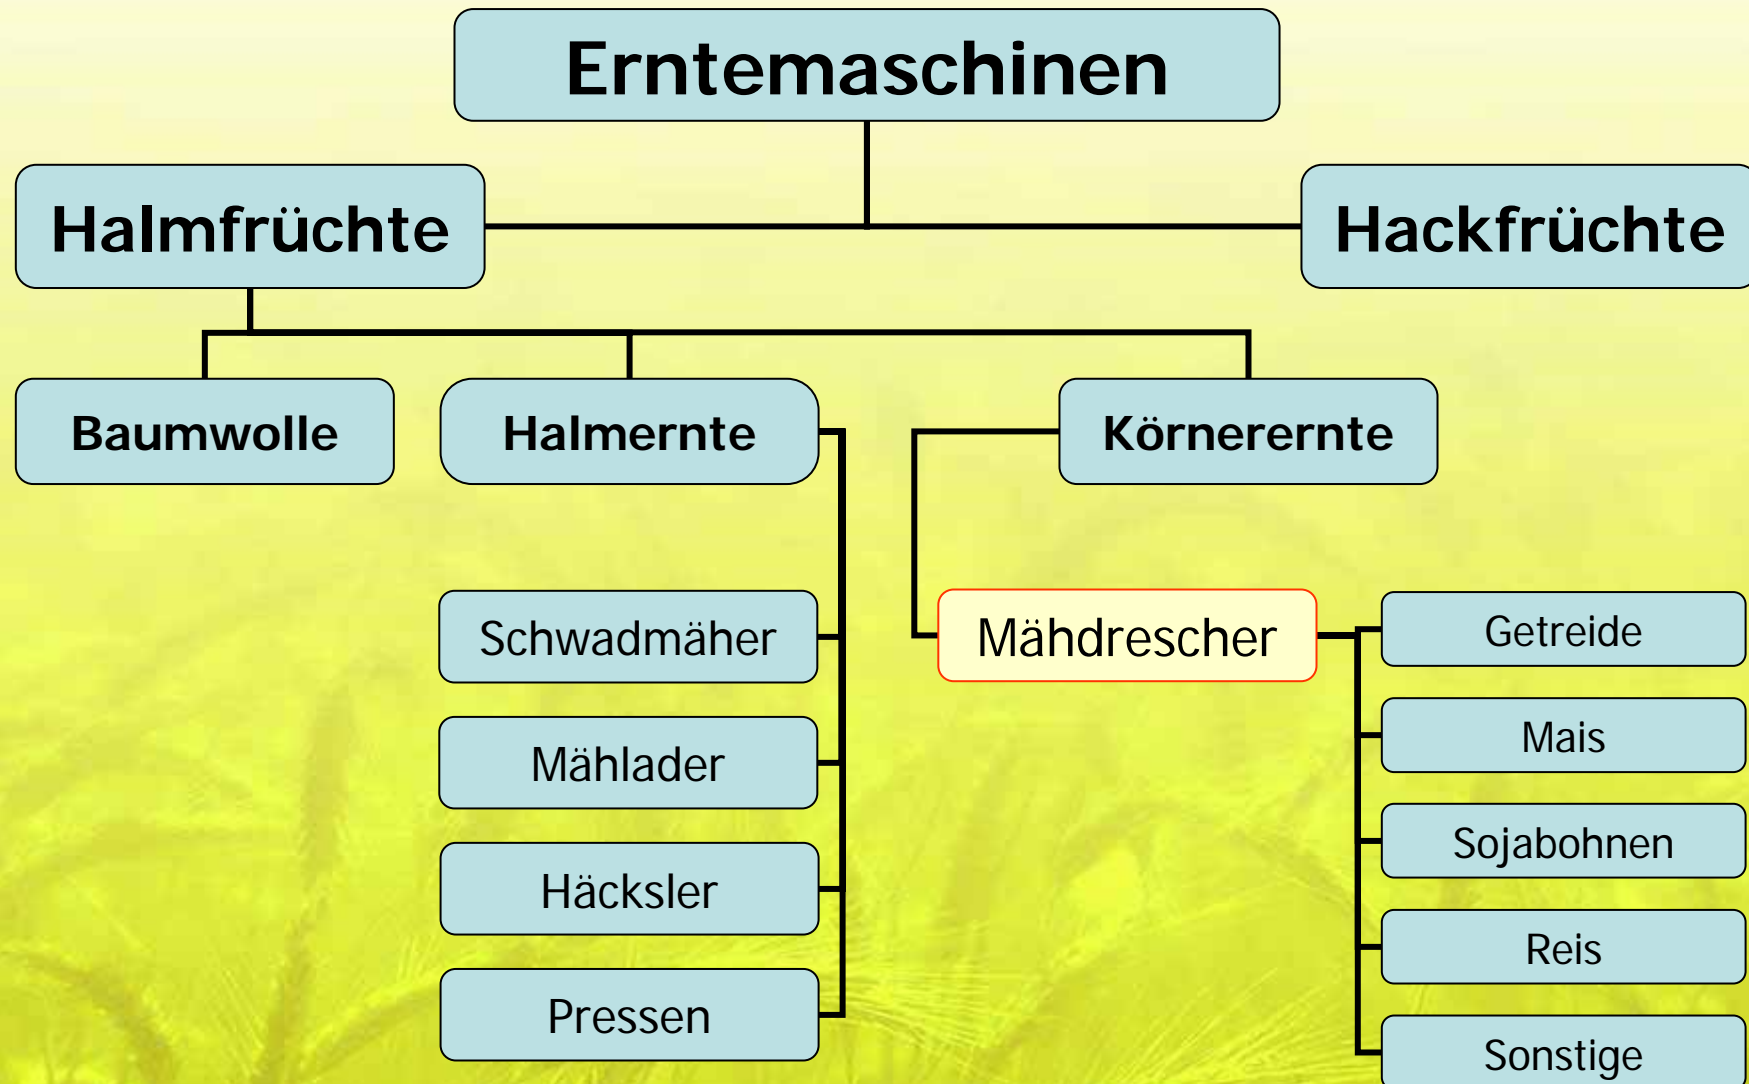 Erntemaschinen
Halmfrüchte
Hackfrüchte
Baumwolle
Halmernte
Körnerernte
Schwadmäher
Mählader
Häcksler
Pressen
Mähdrescher
Getreide
Mais
Sojabohnen
Reis
Sonstige